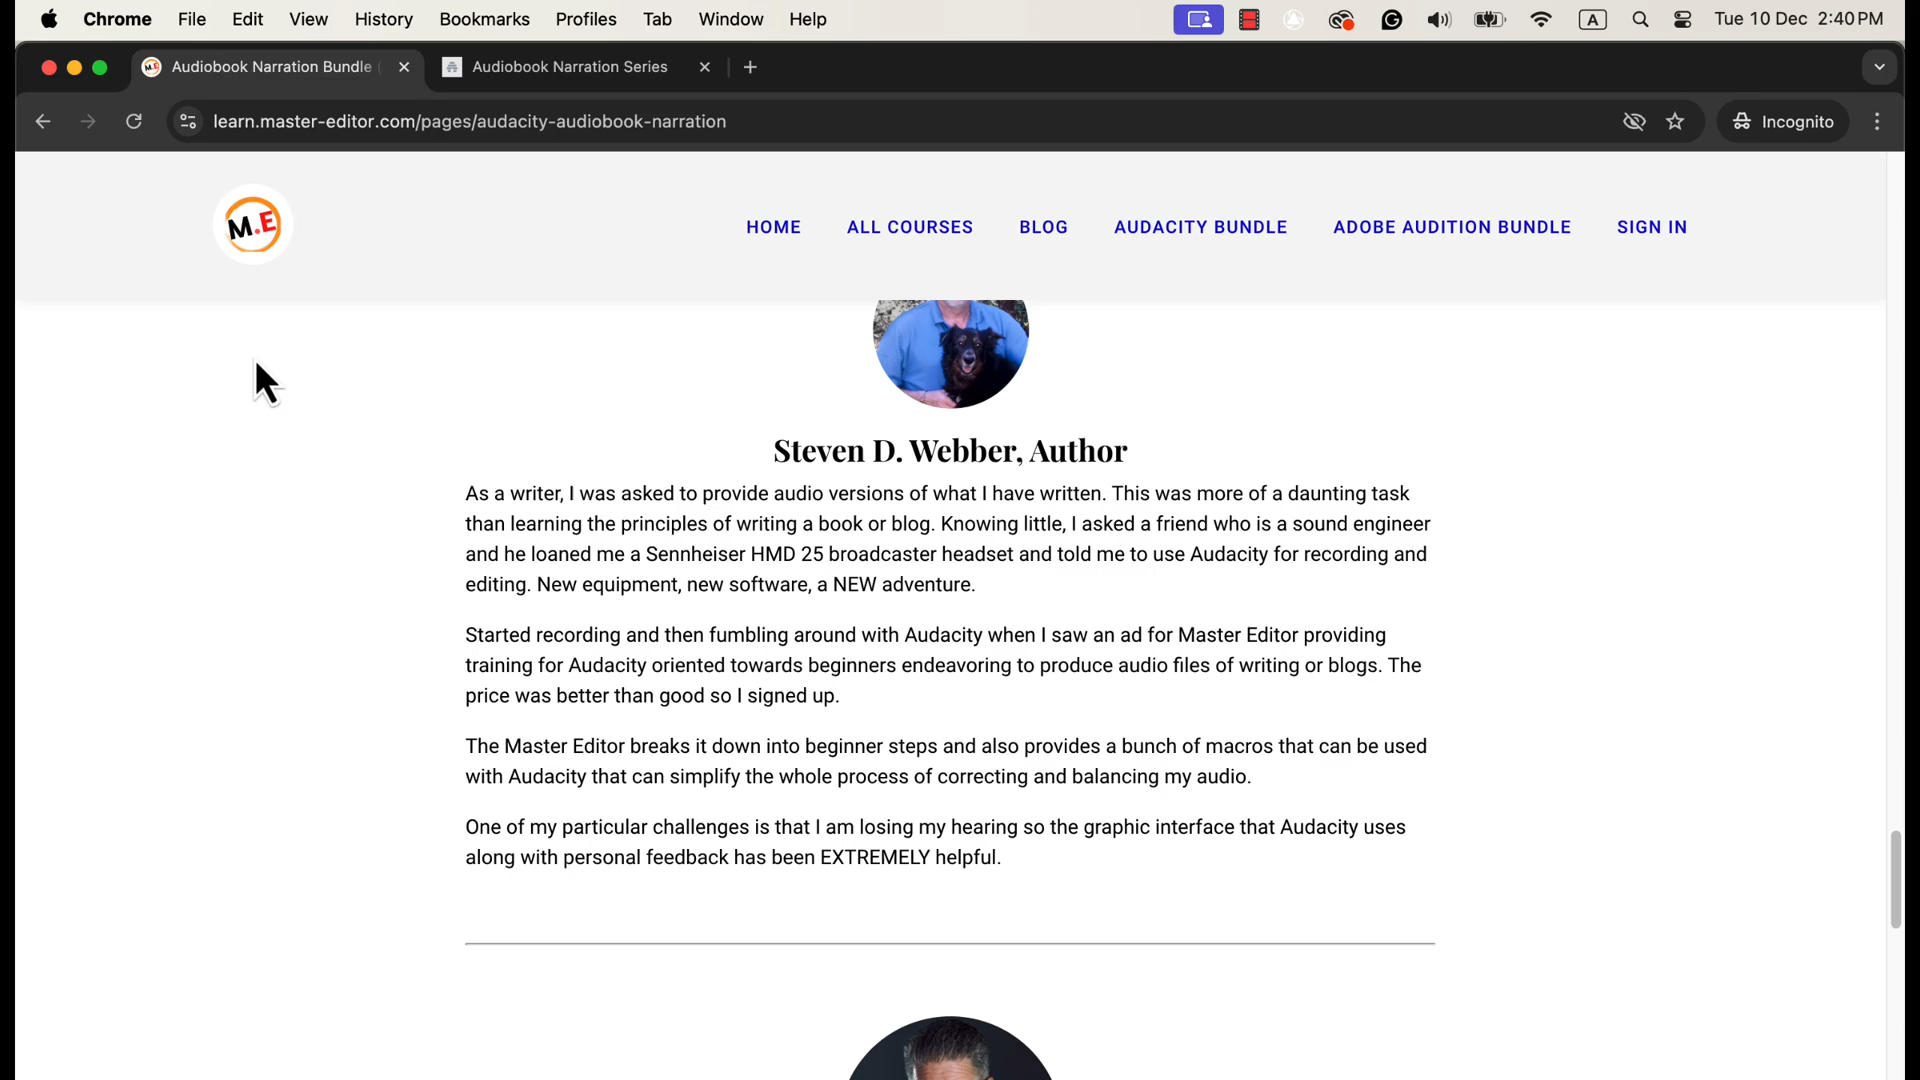 Chrome File Edit View History Bookmarks Profiles Tab Window Help A Tue 10 Dec 2:40 PM
Audiobook Narration Bundle Audiobook Narration Series
learn.master-editor.com/pages/audacity-audiobook-narration Incognito
M.E HOME ALL COURSES BLOG AUDACITY BUNDLE ADOBE AUDITION BUNDLE SIGN IN
Steven D. Webber, Author
As a writer, I was asked to provide audio versions of what I have written. This was more of a daunting task
than learning the principles of writing a book or blog. Knowing little, I asked a friend who is a sound engineer
and he loaned me a Sennheiser HMD 25 broadcaster headset and told me to use Audacity for recording and
editing. New equipment, new software, a NEW adventure.
Started recording and then fumbling around with Audacity when I saw an ad for Master Editor providing
training for Audacity oriented towards beginners endeavoring to produce audio files of writing or blogs. The
price was better than good so I signed up.
The Master Editor breaks it down into beginner steps and also provides a bunch of macros that can be used
with Audacity that can simplify the whole process of correcting and balancing my audio.
One of my particular challenges is that I am losing my hearing so the graphic interface that Audacity uses
along with personal feedback has been EXTREMELY helpful.